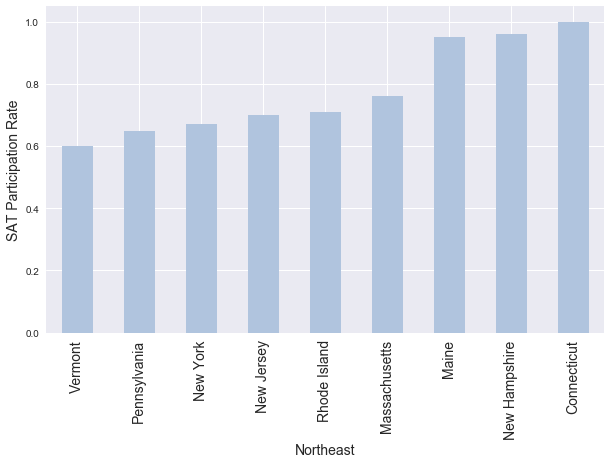 1.0
0.8
0.6
0.4
0.2
0.0
SAT Participation Rate
Vermont
Pennsylvania
New York
New Jersey
Rhode Island
Massachusetts
Maine
New Hampshire
Connecticut
Northeast